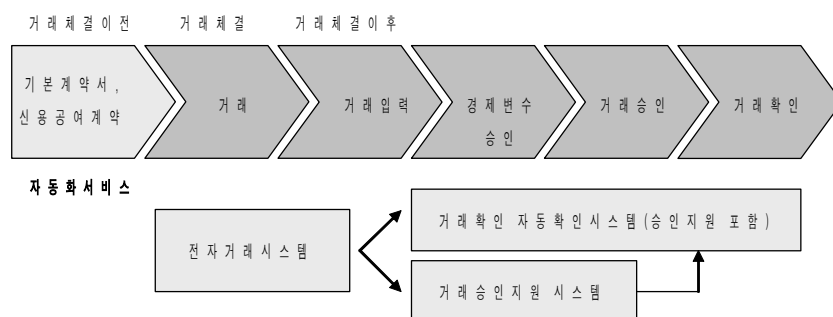 거래체결이전 거래체결 거래체결이후
기본계약서,
신용공여계약
거래
거래입력
경제변수
승인
거래승인
거래확인
자동화서비스
전자거래시스템
거래확인 자동확인시스템(승인지원 포함)
거래승인지원 시스템